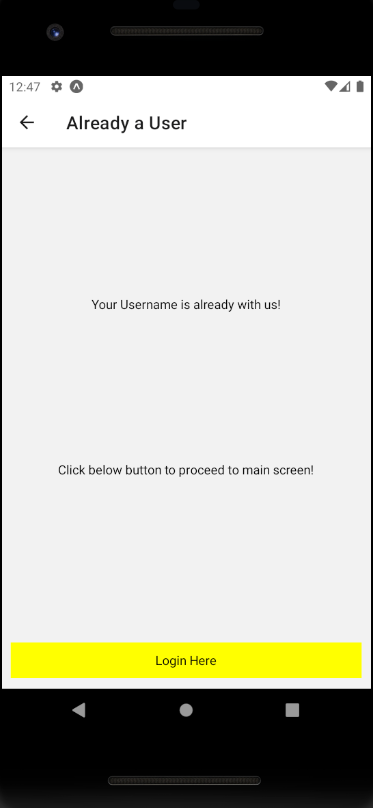 12:47
Already a User
Your Username is already with us!
Click below button to proceed to main screen!
Login Here